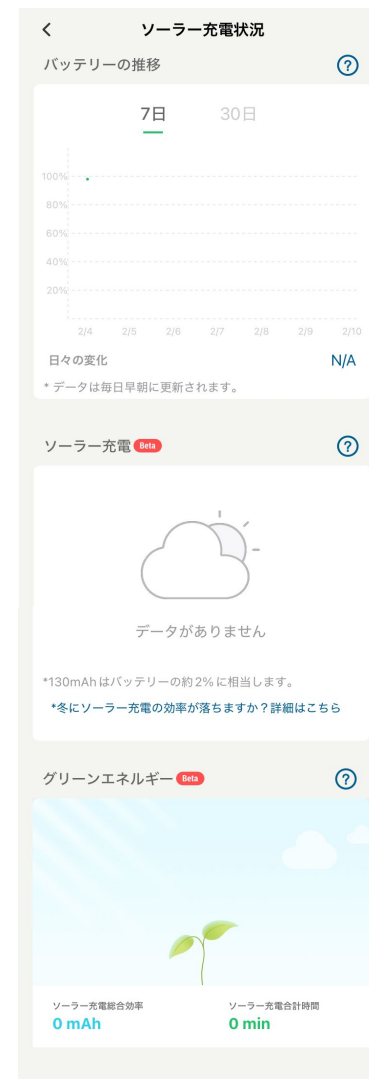 ソーラー充電状況
バッテリーの推移
?
7日 30日
100%
80%
60%
40%
20%
2/4 2/5 2/6 2/7 2/8 2/9 2/10
日々の変化 N/A
* データは毎日早朝に更新されます。
ソーラー充電 Beta
?
データがありません
*130mAhはバッテリーの約2%に相当します。
*冬にソーラー充電の効率が落ちますか？詳細はこちら
グリーンエネルギー Beta
?
ソーラー充電総合効率 ソーラー充電合計時間
0 mAh 0 min